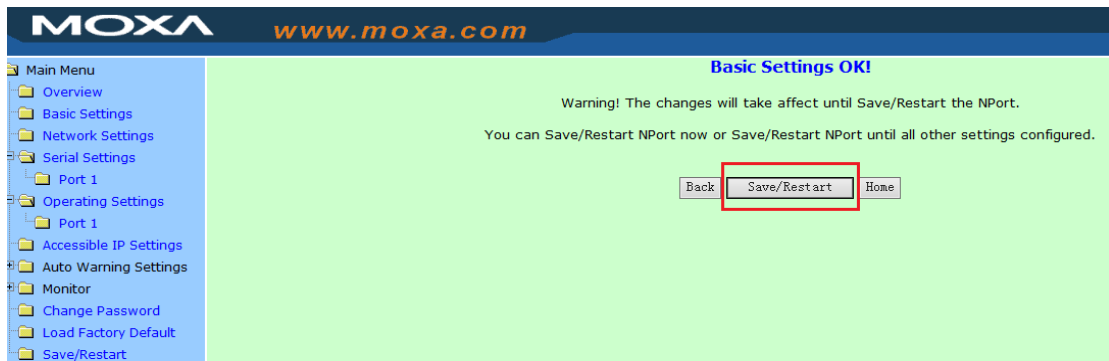 MOXA www.moxa.com
Main Menu
Overview
Basic Settings
Network Settings
Serial Settings
Port 1
Operating Settings
Port 1
Accessible IP Settings
Auto Warning Settings
Monitor
Change Password
Load Factory Default
Save/Restart
Basic Settings OK!
Warning! The changes will take affect until Save/Restart the NPort.
You can Save/Restart NPort now or Save/Restart NPort until all other settings configured.
Back Save/Restart Home